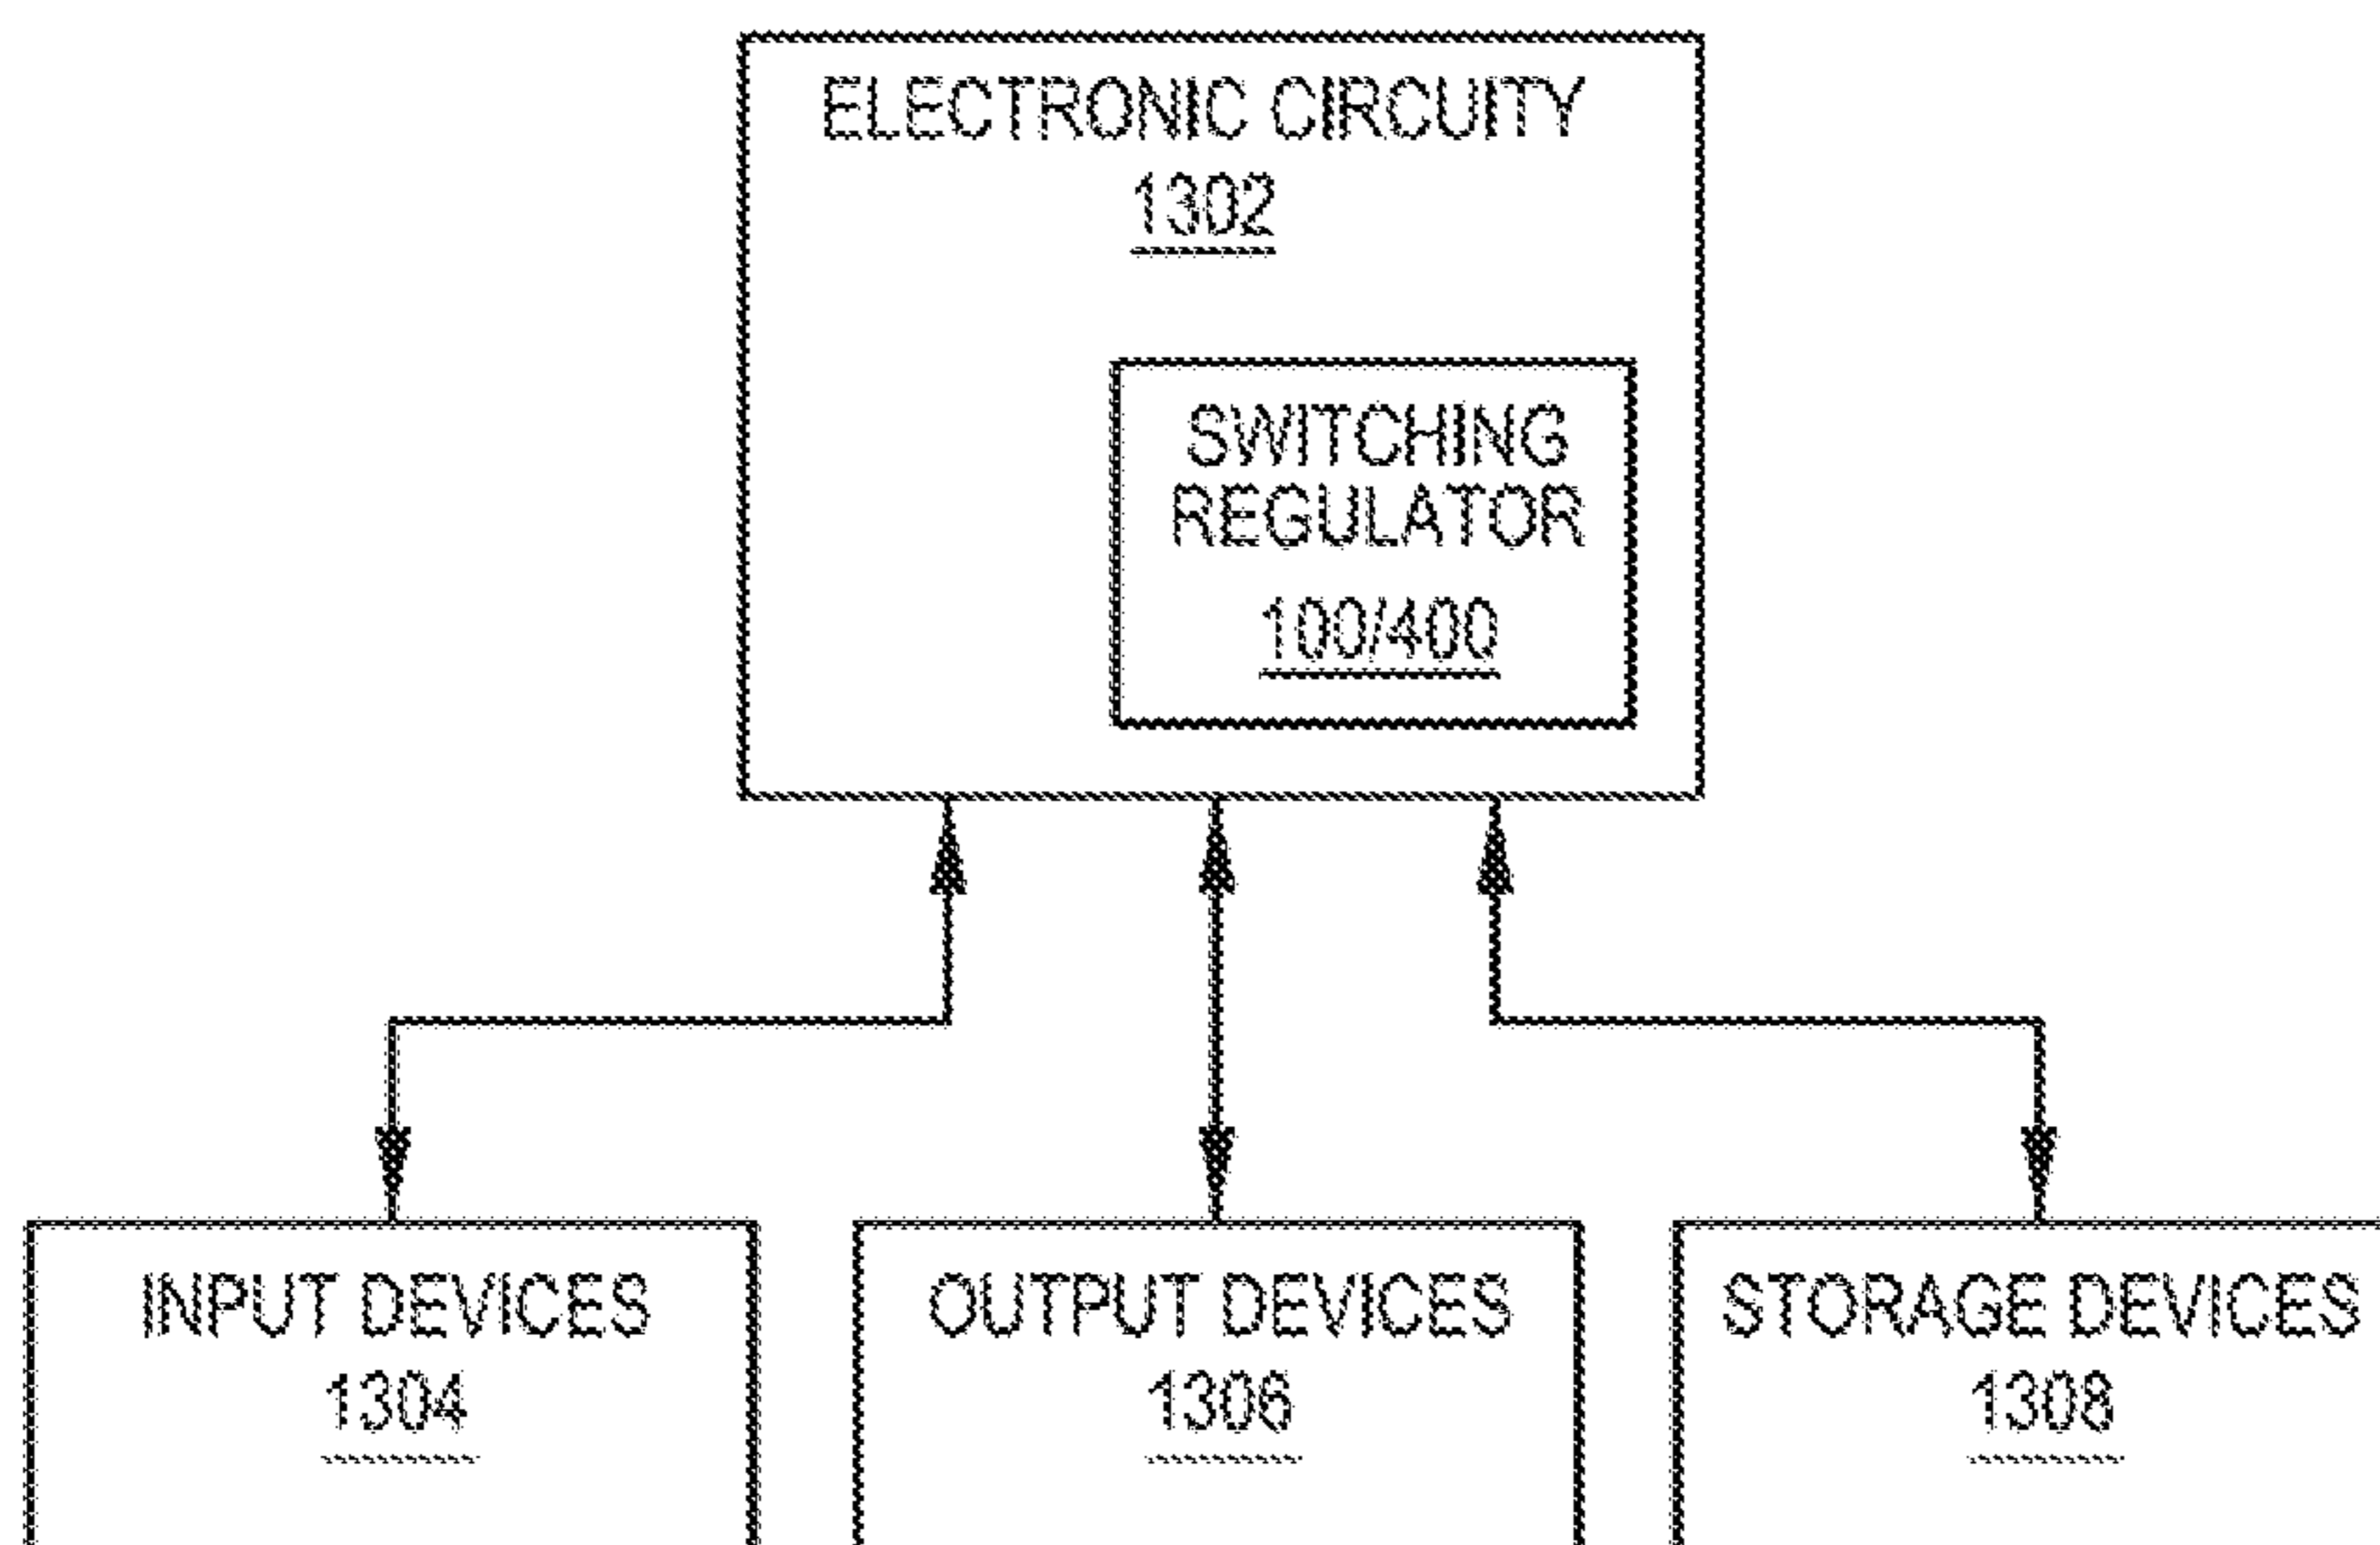 ELECTRONIC CIRCUITY
1302
SWITCHING
REGULATOR
100/400
INPUT DEVICES
1304
OUTPUT DEVICES
1306
STORAGE DEVICES
1308